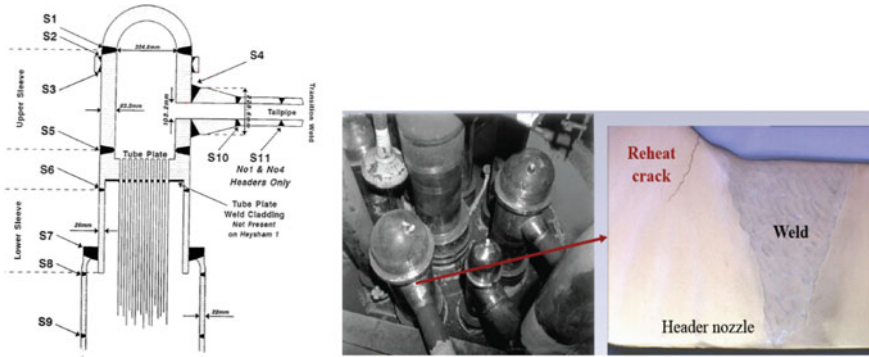 S1
S2
S3
S4
304.8mm
Upper Sleeve
Transition Weld
Tailpipe
S5
Tube Plate
S10
S11
No1 & No4
Headers Only
S6
Tube Plate
Weld Cladding
Not Present
on Heysham 1
Lower Sleeve
S7
S8
22mm
S9
Reheat
crack
Weld
Header nozzle